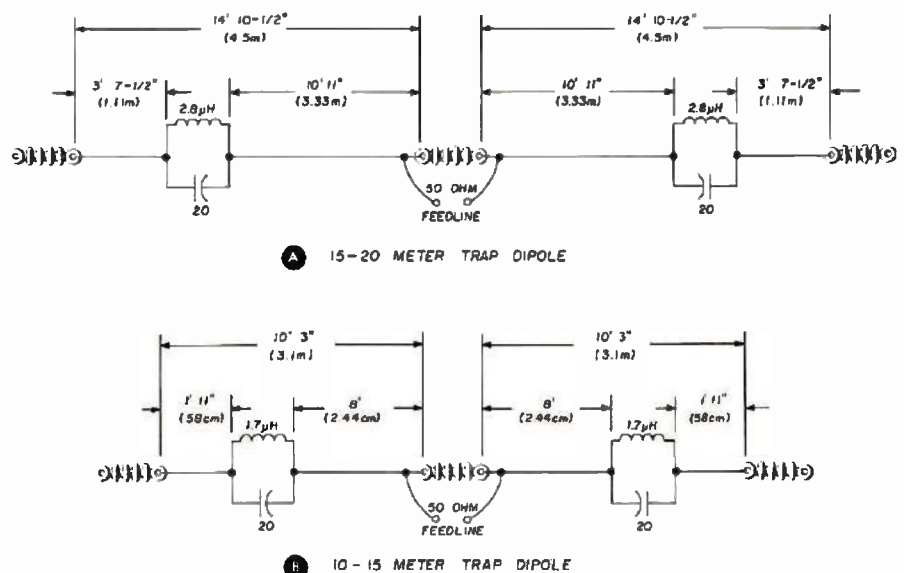 14' 10-1/2"
(4.5m)
14' 10-1/2"
(4.5m)
3' 7-1/2"
(1.11m)
10' 11"
(3.33m)
10' 11"
(3.33m)
3' 7-1/2"
(1.11m)
2.8µH
2.8µH
20
20
50 OHM
FEEDLINE
A 15-20 METER TRAP DIPOLE
10' 3"
(3.1m)
10' 3"
(3.1m)
1' 11"
(58cm)
8'
(2.44cm)
8'
(2.44cm)
1' 11"
(58cm)
1.7µH
1.7µH
20
20
50 OHM
FEEDLINE
B 10-15 METER TRAP DIPOLE